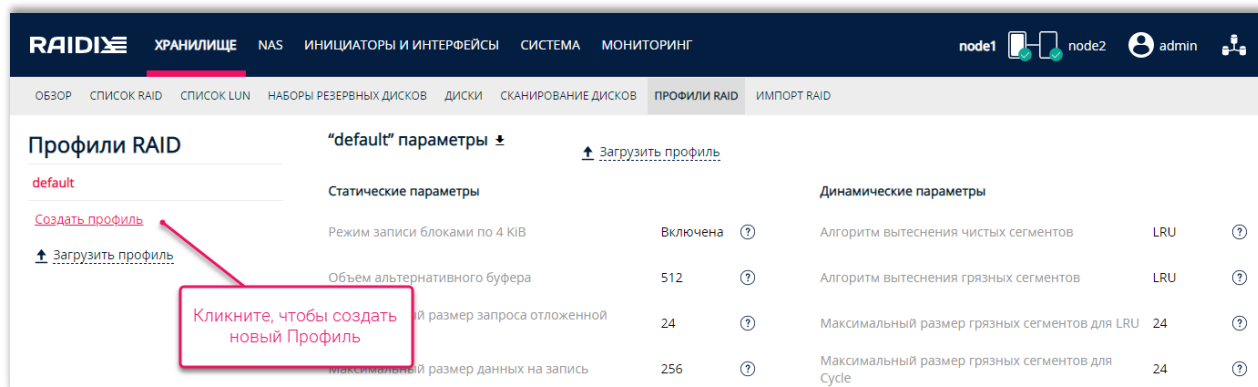 RAIDIX ХРАНИЛИЩЕ NAS ИНИЦИАТОРЫ И ИНТЕРФЕЙСЫ СИСТЕМА МОНИТОРИНГ node1 node2 admin
ОБЗОР СПИСОК RAID СПИСОК LUN НАБОРЫ РЕЗЕРВНЫХ ДИСКОВ ДИСКИ СКАНИРОВАНИЕ ДИСКОВ ПРОФИЛИ RAID ИМПОРТ RAID
Профили RAID
default
Создать профиль
Загрузить профиль
Кликните, чтобы создать
новый Профиль
“default” параметры
Загрузить профиль
Статические параметры
Режим записи блоками по 4 KiB Включена ?
Объем альтернативного буфера 512 ?
размер запроса отложенной 24 ?
Максимальный размер данных на запись 256 ?
Динамические параметры
Алгоритм вытеснения чистых сегментов LRU ?
Алгоритм вытеснения грязных сегментов LRU ?
Максимальный размер грязных сегментов для LRU 24 ?
Максимальный размер грязных сегментов для
Cycle 24 ?